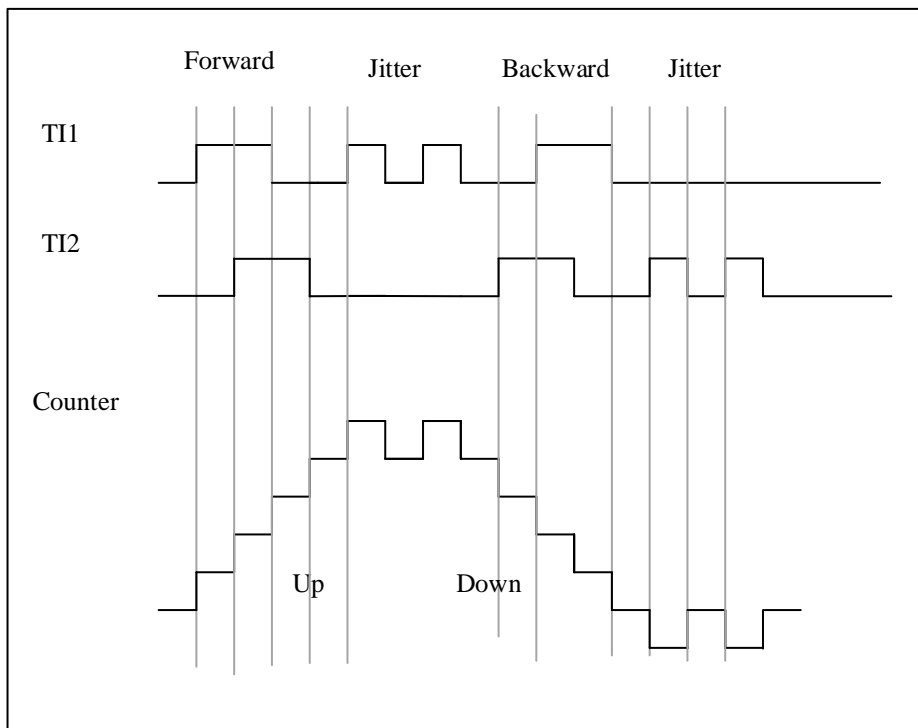 Forward
Jitter
Backward
Jitter
TI1
TI2
Counter
Up
Down